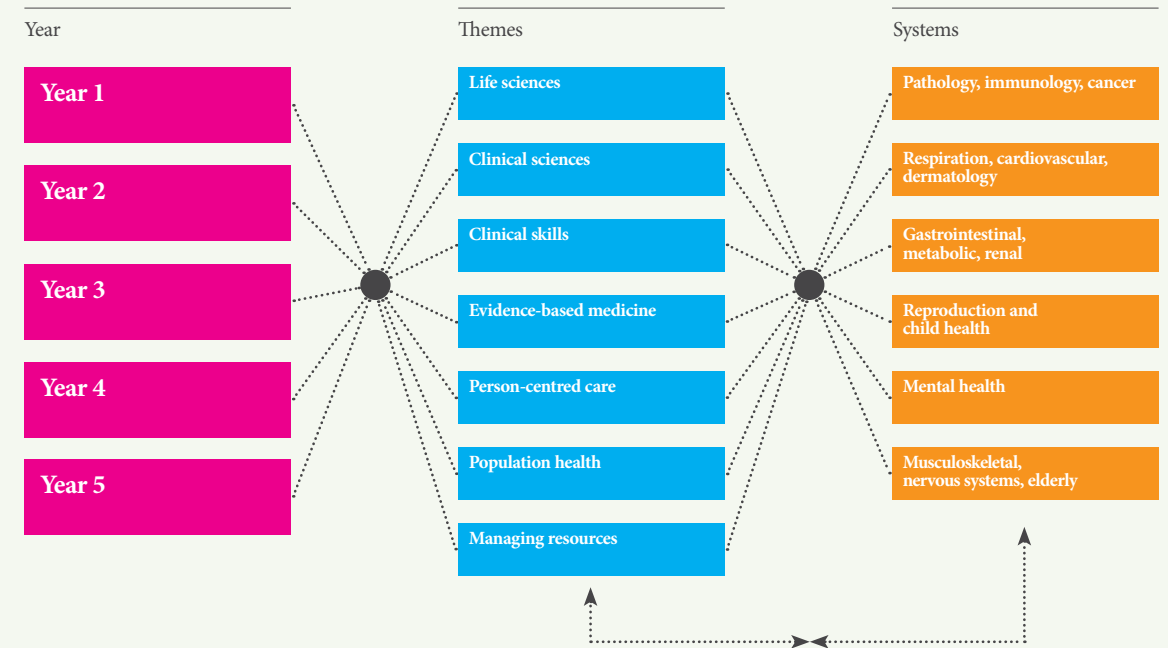 Year
Themes
Systems
Year 1
Year 2
Year 3
Year 4
Year 5
Life sciences
Clinical sciences
Clinical skills
Evidence-based medicine
Person-centred care
Population health
Managing resources
Pathology, immunology, cancer
Respiration, cardiovascular,
dermatology
Gastrointestinal,
metabolic, renal
Reproduction and
child health
Mental health
Musculoskeletal,
nervous systems, elderly